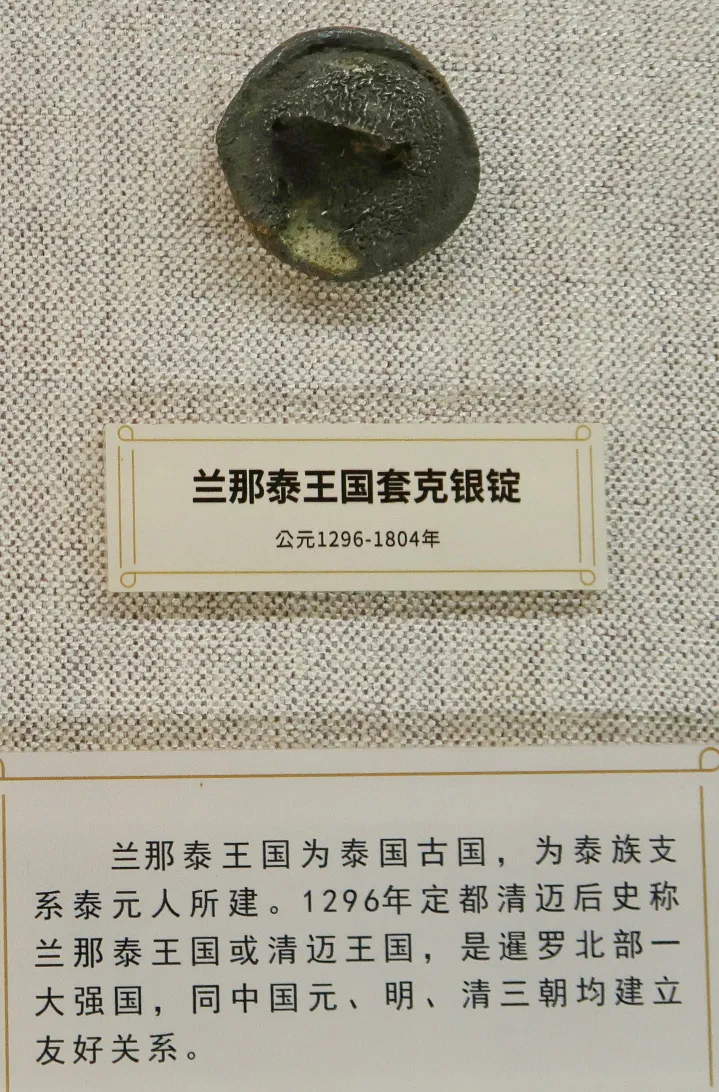 兰那泰王国套克银锭
公元1296-1804年
兰那泰王国为泰国古国，为泰族支
系泰元人所建。1296年定都清迈后史称
兰那泰王国或清迈王国，是暹罗北部一
大强国，同中国元、明、清三朝均建立
友好关系。